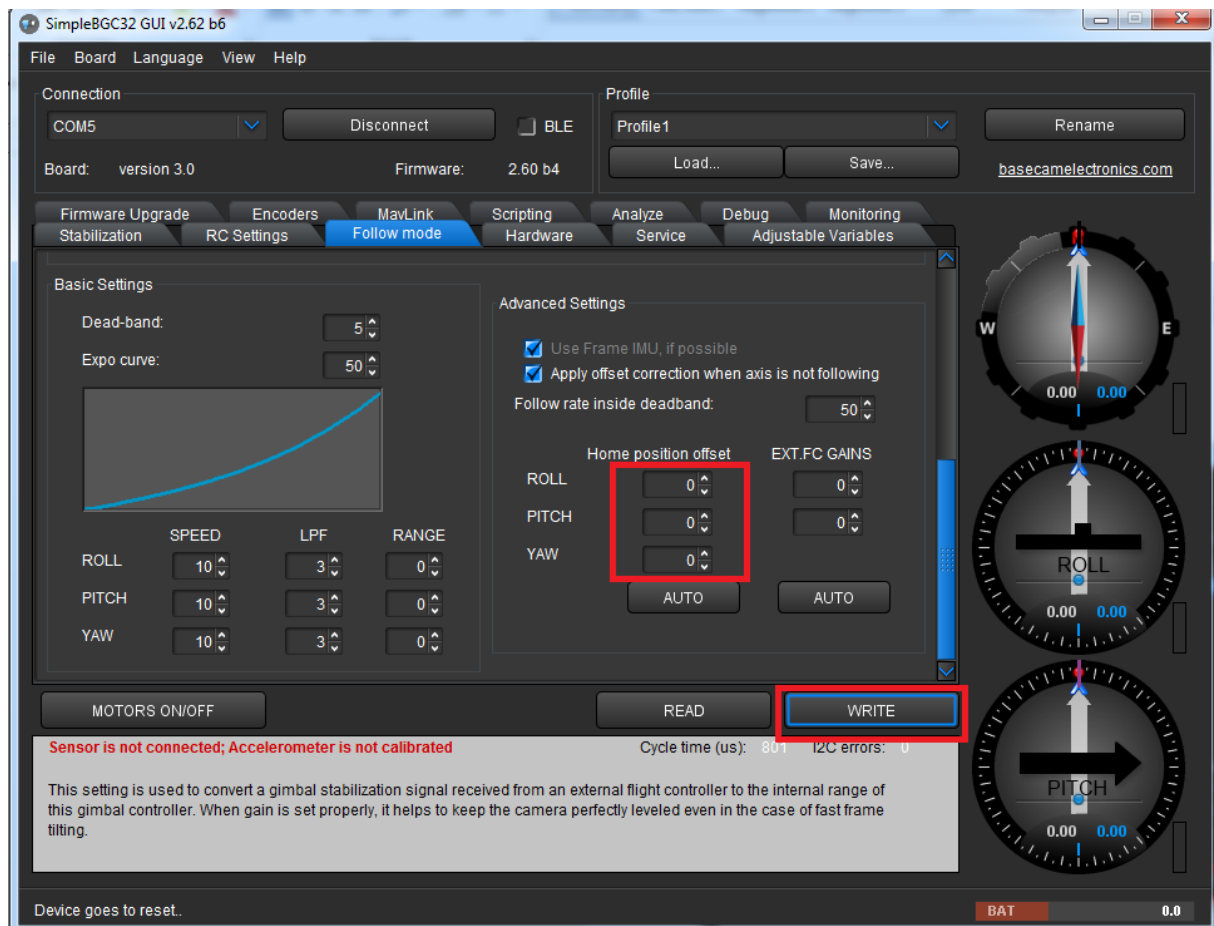 SimpleBGC32 GUI v2.62 b6
File Board Language View Help
Connection
COM5 Disconnect BLE
Board: version 3.0 Firmware: 2.60 b4
Profile
Profile1 Rename
Load... Save... basecamelectronics.com
Firmware Upgrade Encoders MavLink Scripting Analyze Debug Monitoring
Stabilization RC Settings Follow mode Hardware Service Adjustable Variables
Basic Settings
Dead-band: 5
Expo curve: 50
SPEED LPF RANGE
ROLL 10 3 0
PITCH 10 3 0
YAW 10 3 0
Advanced Settings
Use Frame IMU, if possible
Apply offset correction when axis is not following
Follow rate inside deadband: 50
Home position offset EXT.FC GAINS
ROLL 0 0
PITCH 0 0
YAW 0
AUTO AUTO
W E
0.00 0.00
ROLL
0.00 0.00
PITCH
0.00 0.00
MOTORS ON/OFF READ WRITE
Sensor is not connected; Accelerometer is not calibrated Cycle time (us): 801 I2C errors: 0
This setting is used to convert a gimbal stabilization signal received from an external flight controller to the internal range of
this gimbal controller. When gain is set properly, it helps to keep the camera perfectly leveled even in the case of fast frame
tilting.
Device goes to reset.. BAT 0.0